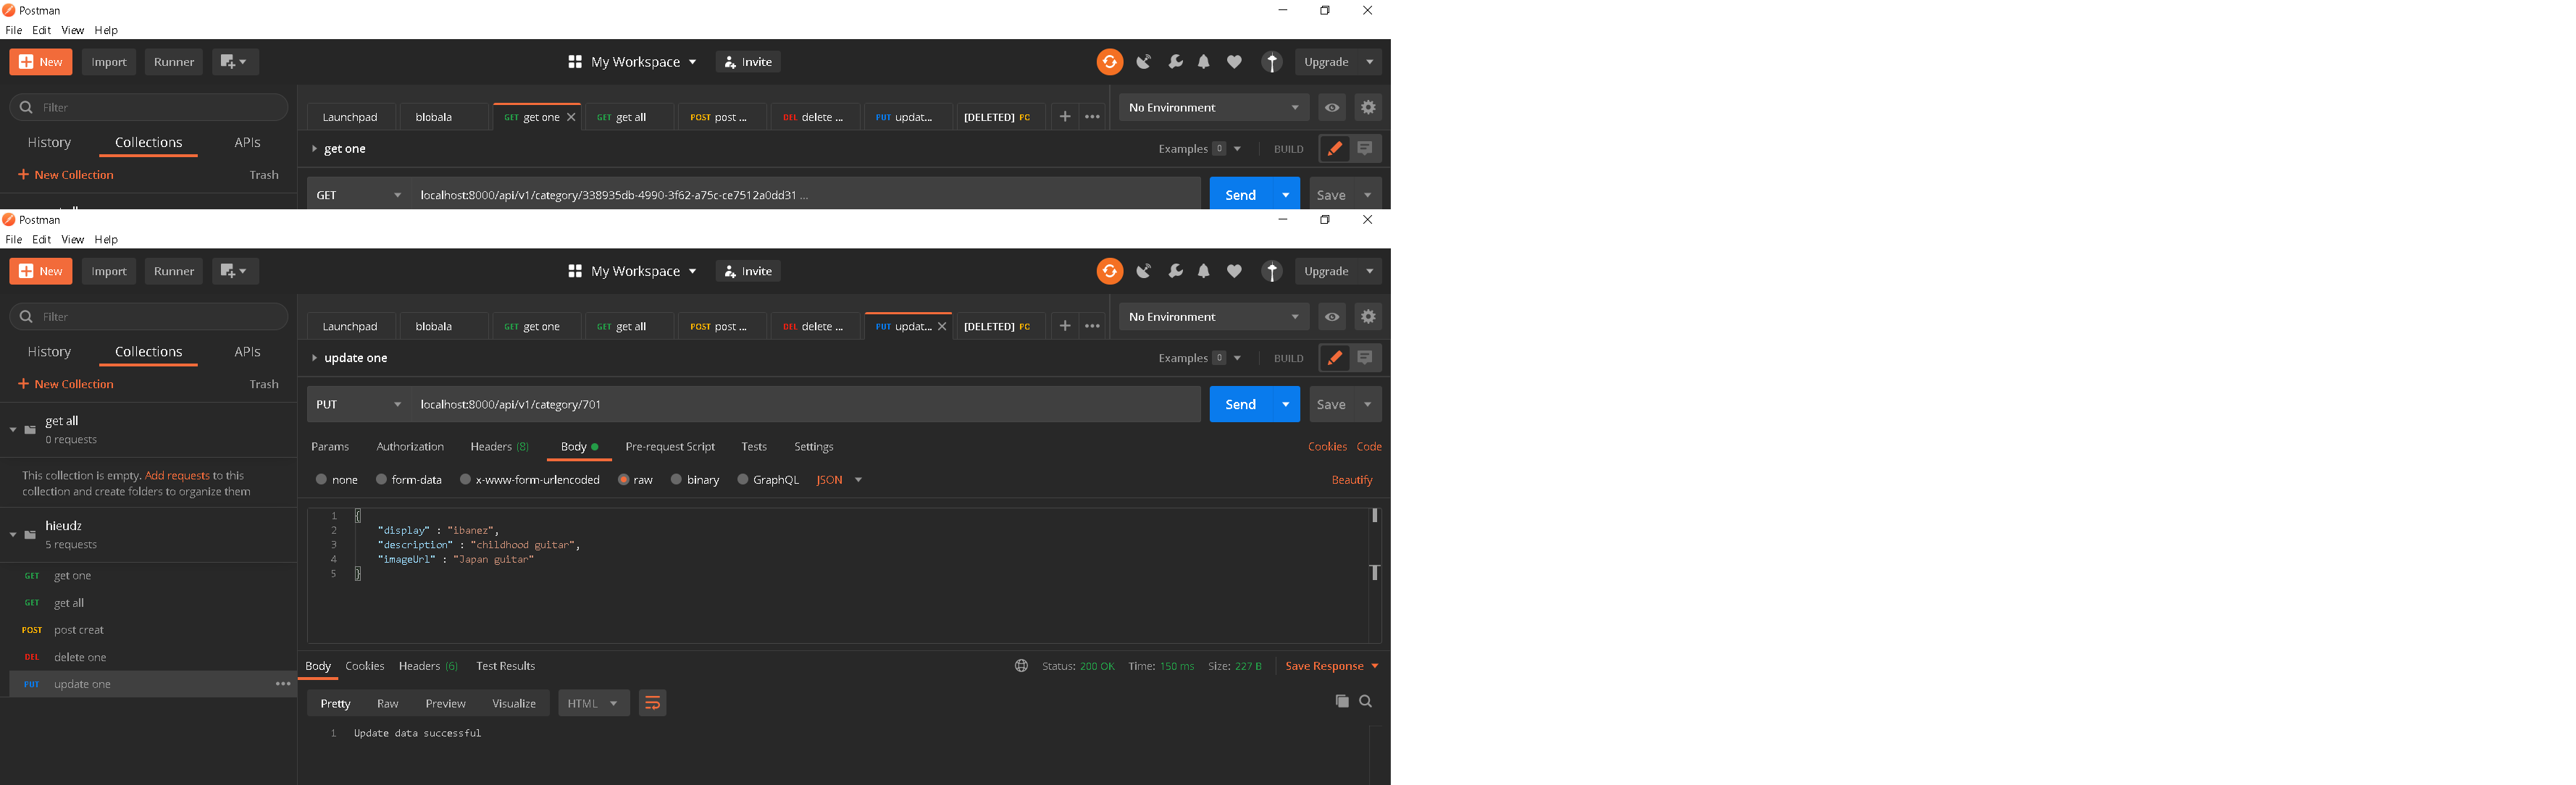 Postman
File Edit View Help
New Import Runner My Workspace Invite Upgrade
Filter
Launchpad blobala GET get one GET get all POST post ... DEL delete ... PUT updat... [DELETED] PC No Environment
History Collections APIs
get one Examples 0 BUILD
New Collection Trash
GET localhost:8000/api/v1/category/338935db-4990-3f62-a75c-ce7512a0dd31 ... Send Save
Postman
File Edit View Help
New Import Runner My Workspace Invite Upgrade
Filter
Launchpad blobala GET get one GET get all POST post ... DEL delete ... PUT updat... [DELETED] PC No Environment
History Collections APIs
update one Examples 0 BUILD
New Collection Trash
PUT localhost:8000/api/v1/category/701 Send Save
get all
0 requests
Params Authorization Headers (8) Body Pre-request Script Tests Settings Cookies Code
This collection is empty. Add requests to this
collection and create folders to organize them
none form-data x-www-form-urlencoded raw binary GraphQL JSON Beautify
hieudz
5 requests
GET get one
GET get all
POST post creat
DEL delete one
PUT update one
1 {
2 "display" : "ibanez",
3 "description" : "childhood guitar",
4 "imageUrl" : "Japan guitar"
5 }
Body Cookies Headers (6) Test Results Status: 200 OK Time: 150 ms Size: 227 B Save Response
Pretty Raw Preview Visualize HTML
1 Update data successful